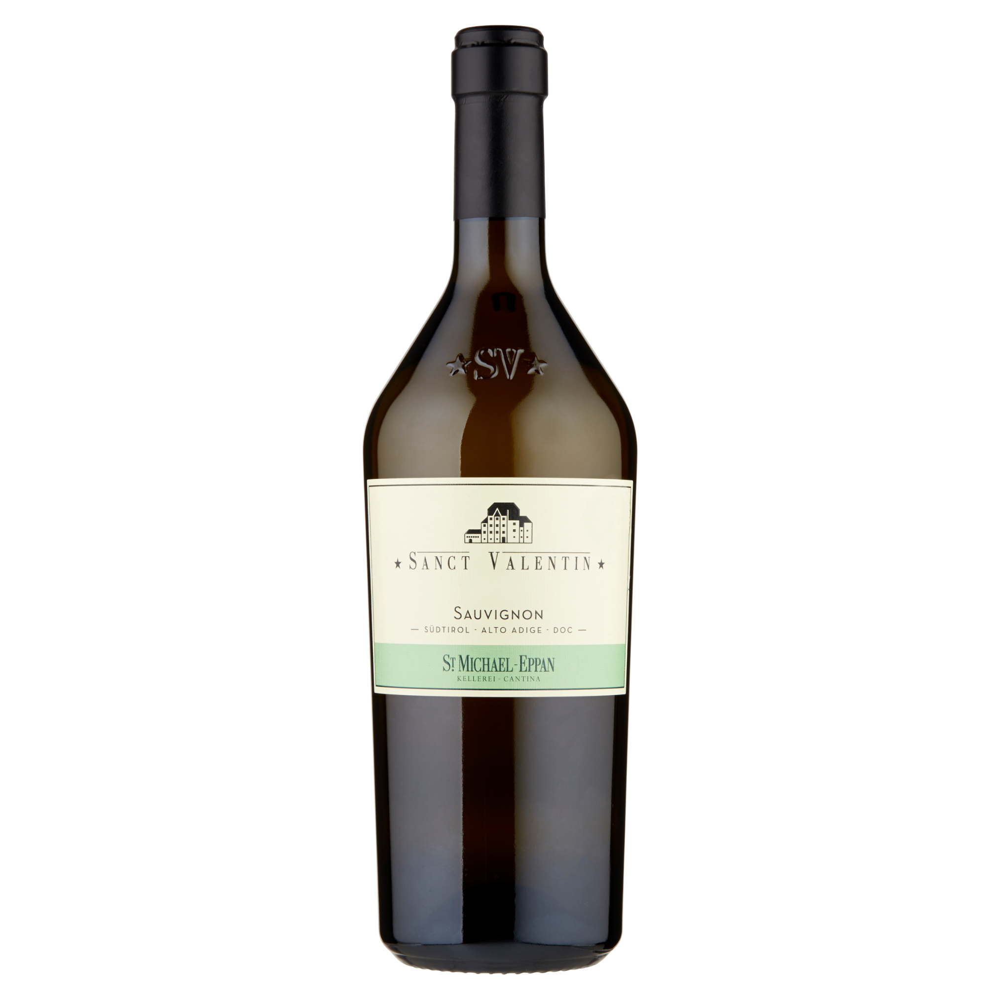 SV
SANCT VALENTIN
SAUVIGNON
— SÜDTIROL - ALTO ADIGE - DOC —
ST. MICHAEL-EPPAN
KELLEREI - CANTINA